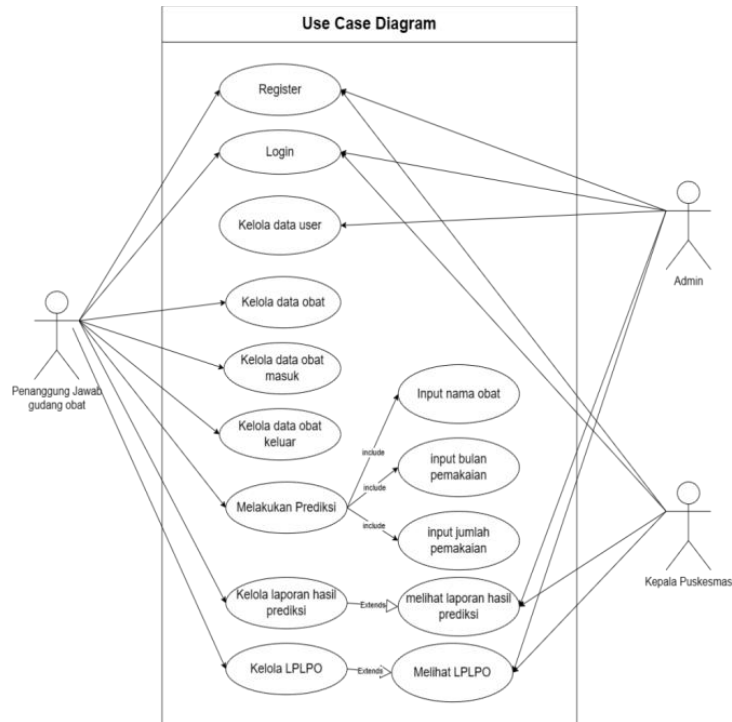 Use Case Diagram
Register
Login
Kelola data user
Admin
Kelola data obat
Penanggung Jawab
gudang obat
Kelola data obat
masuk
Input nama obat
Kelola data obat
keluar
include
input bulan
pemakaian
include
Melakukan Prediksi
include
input jumlah
pemakaian
Kepala Puskesmas
Kelola laporan hasil
prediksi
Extends
melihat laporan hasil
prediksi
Kelola LPLPO
Extends
Melihat LPLPO